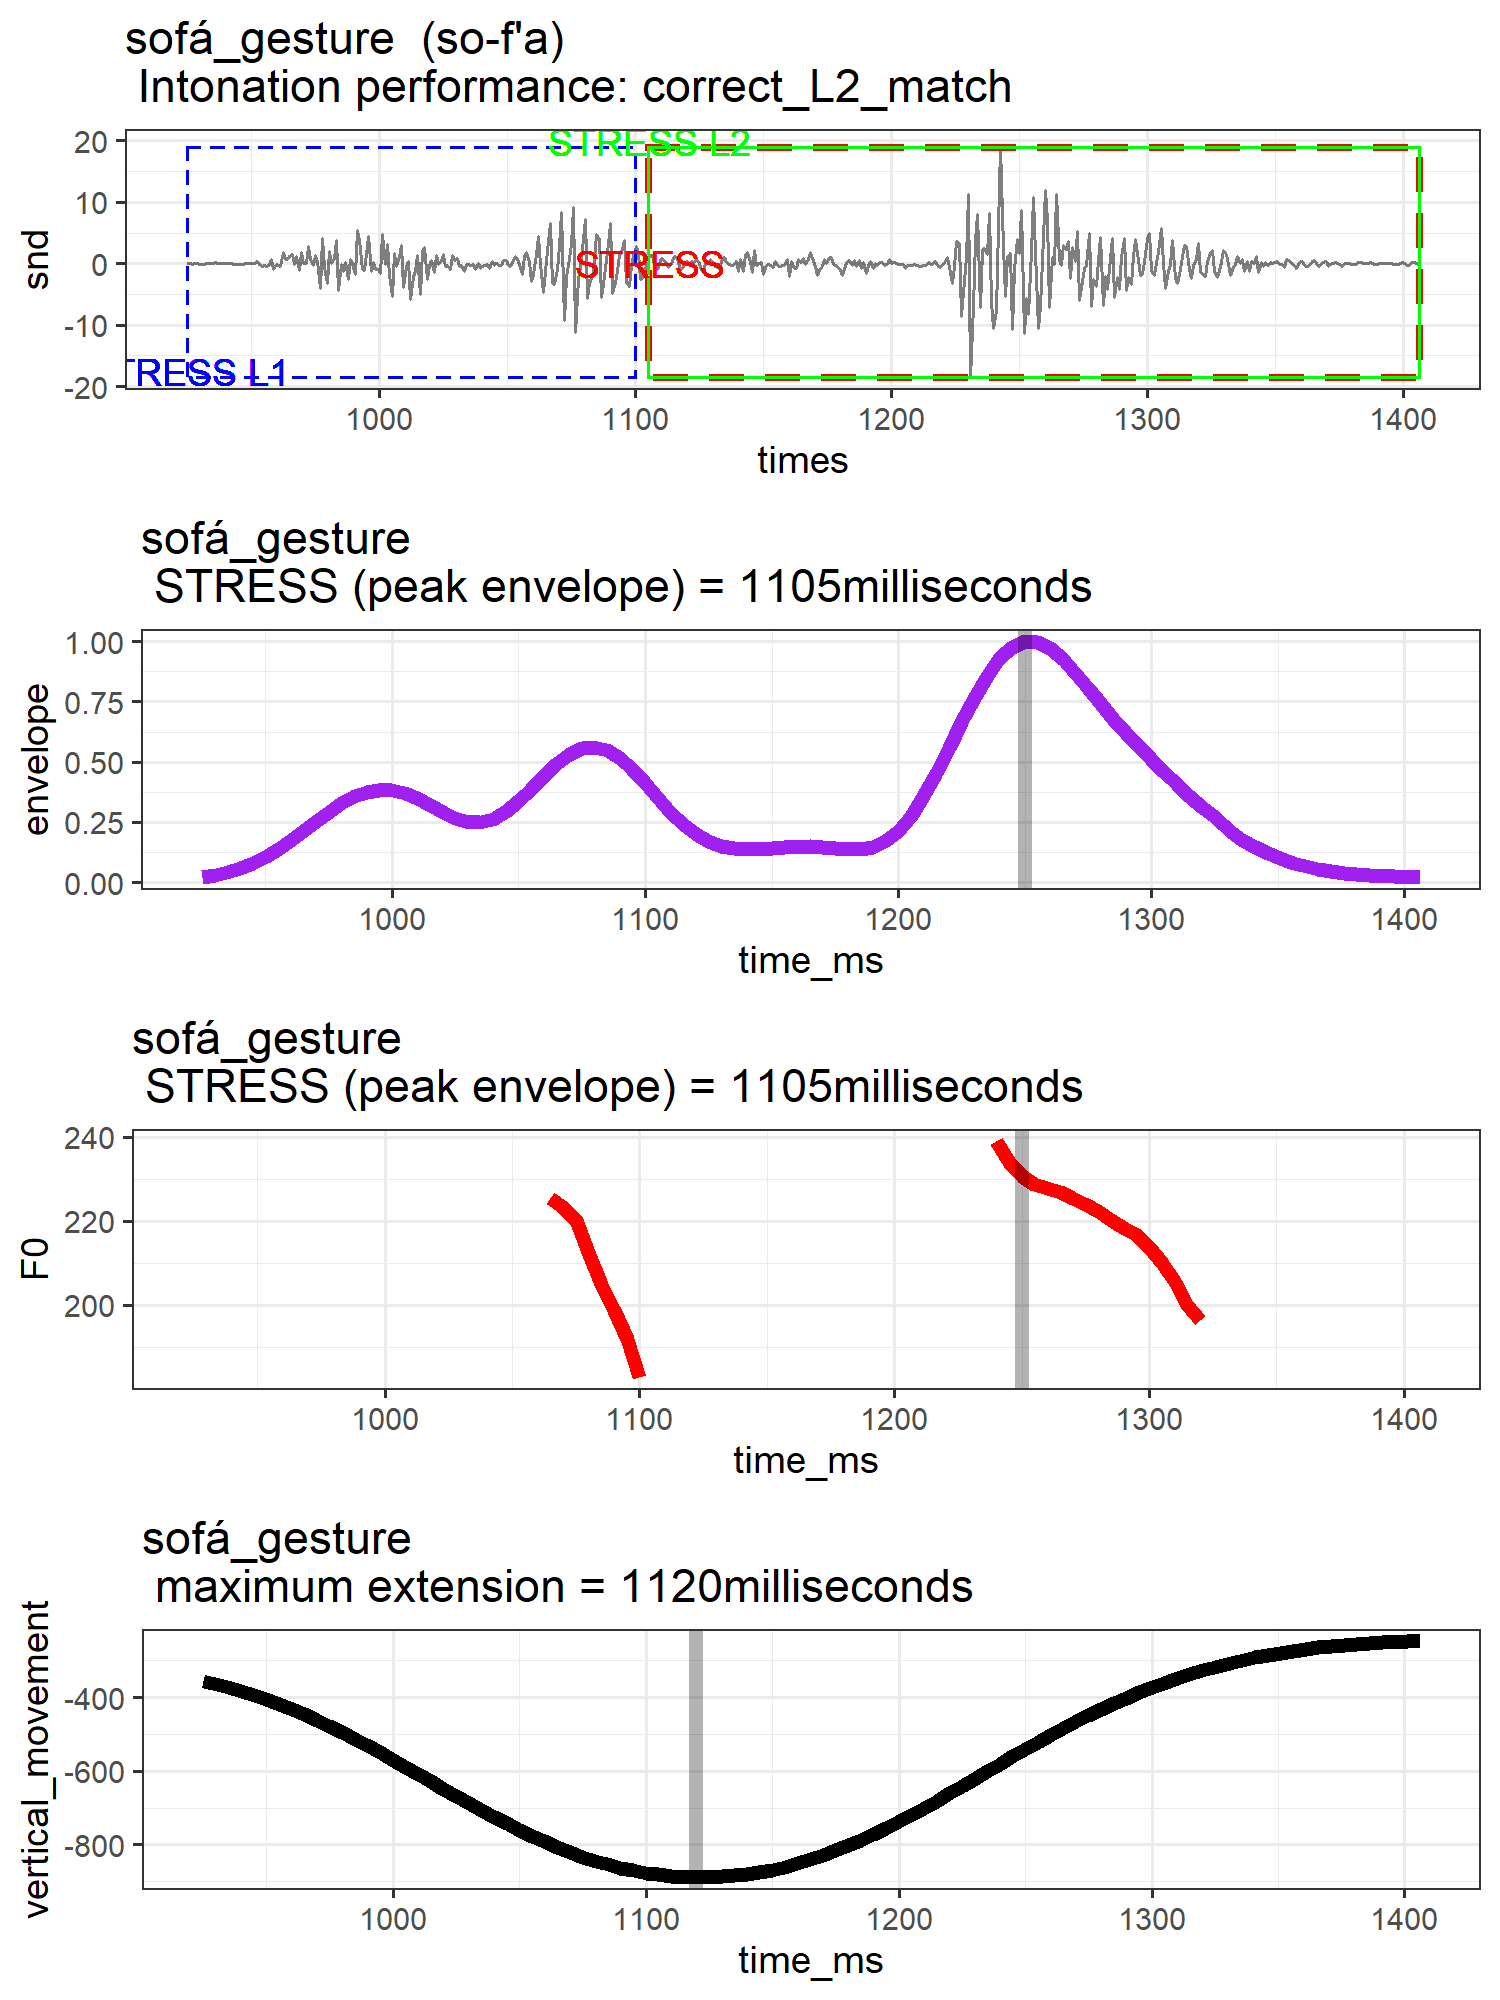 sofá_gesture  (so-f'a)
Intonation performance: correct_L2_match
STRESS L2
STRESS
TRESS L1
snd
20
10
0
-10
-20
1000 1100 1200 1300 1400
times
sofá_gesture
STRESS (peak envelope) = 1105milliseconds
envelope
1.00
0.75
0.50
0.25
0.00
1000 1100 1200 1300 1400
time_ms
sofá_gesture
STRESS (peak envelope) = 1105milliseconds
F0
240
220
200
1000 1100 1200 1300 1400
time_ms
sofá_gesture
maximum extension = 1120milliseconds
vertical_movement
-400
-600
-800
1000 1100 1200 1300 1400
time_ms